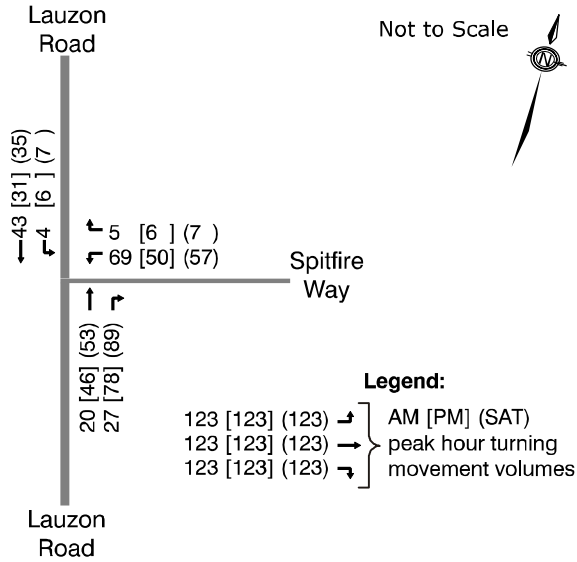 Lauzon
Road
Not to Scale
N
43 [31] (35)
4 [6 ] (7 )
5 [6 ] (7 )
69 [50] (57)
Spitfire
Way
20 [46] (53)
27 [78] (89)
Legend:
123 [123] (123)
123 [123] (123)
123 [123] (123)
AM [PM] (SAT)
peak hour turning
movement volumes
Lauzon
Road